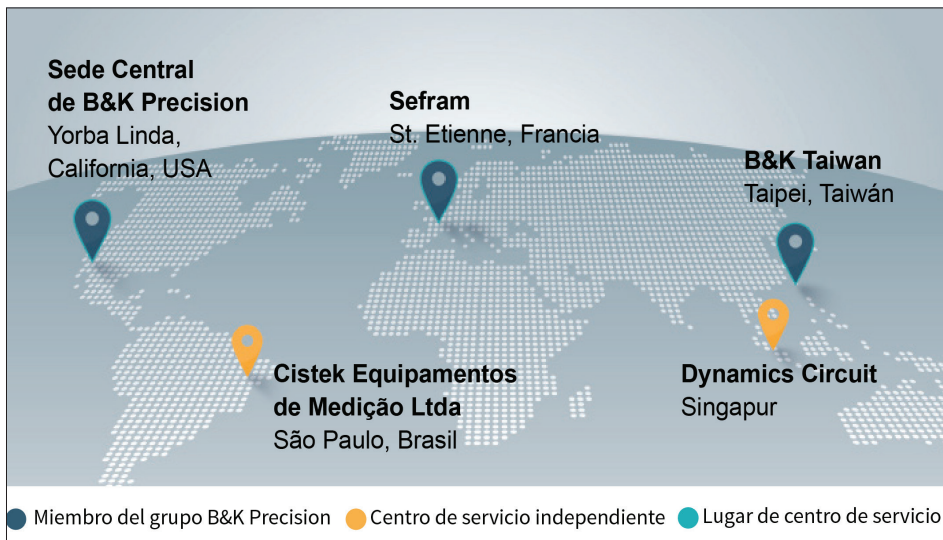 Sede Central
de B&K Precision
Yorba Linda,
California, USA
Sefram
St. Etienne, Francia
B&K Taiwan
Taipei, Taiwán
Cistek Equipamentos
de Medição Ltda
São Paulo, Brasil
Dynamics Circuit
Singapur
Miembro del grupo B&K Precision
Centro de servicio independiente
Lugar de centro de servicio